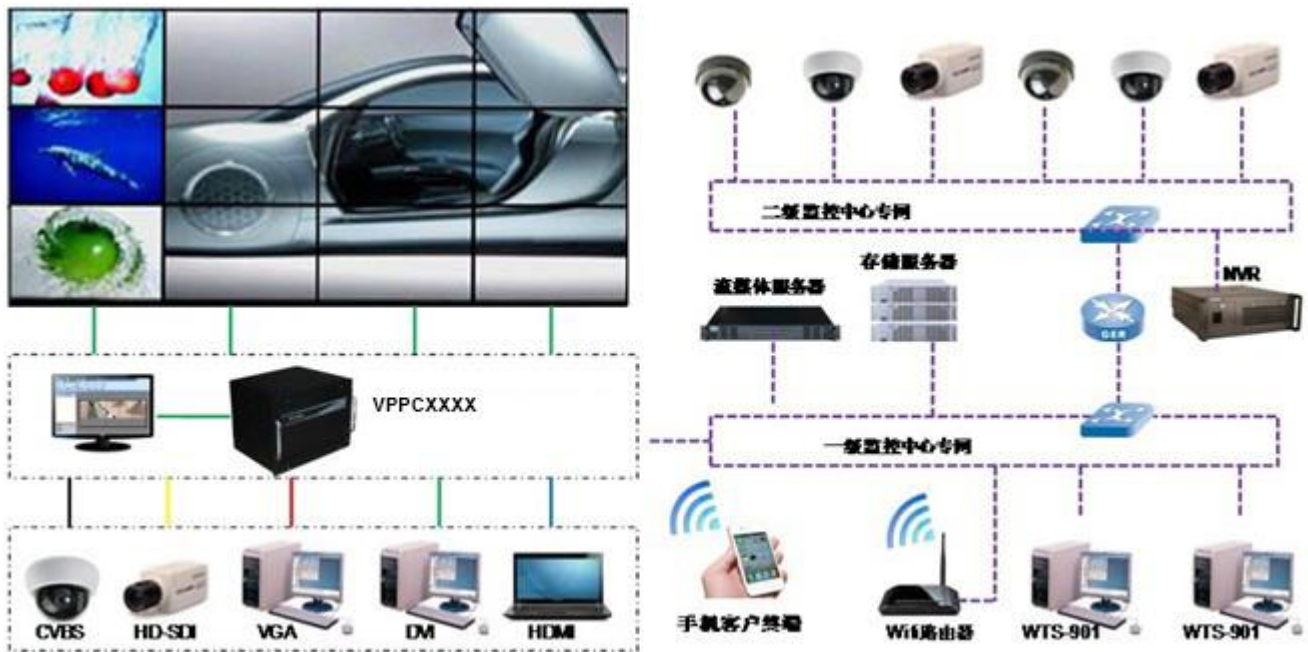 二级监控中心专网
存储服务器
流媒体服务器
NVR
GER
VPPCXXXX
一级监控中心专网
CVBS
HD-SDI
VGA
DVI
HDMI
手机客户终端
Wifi路由器
WTS-901
WTS-901